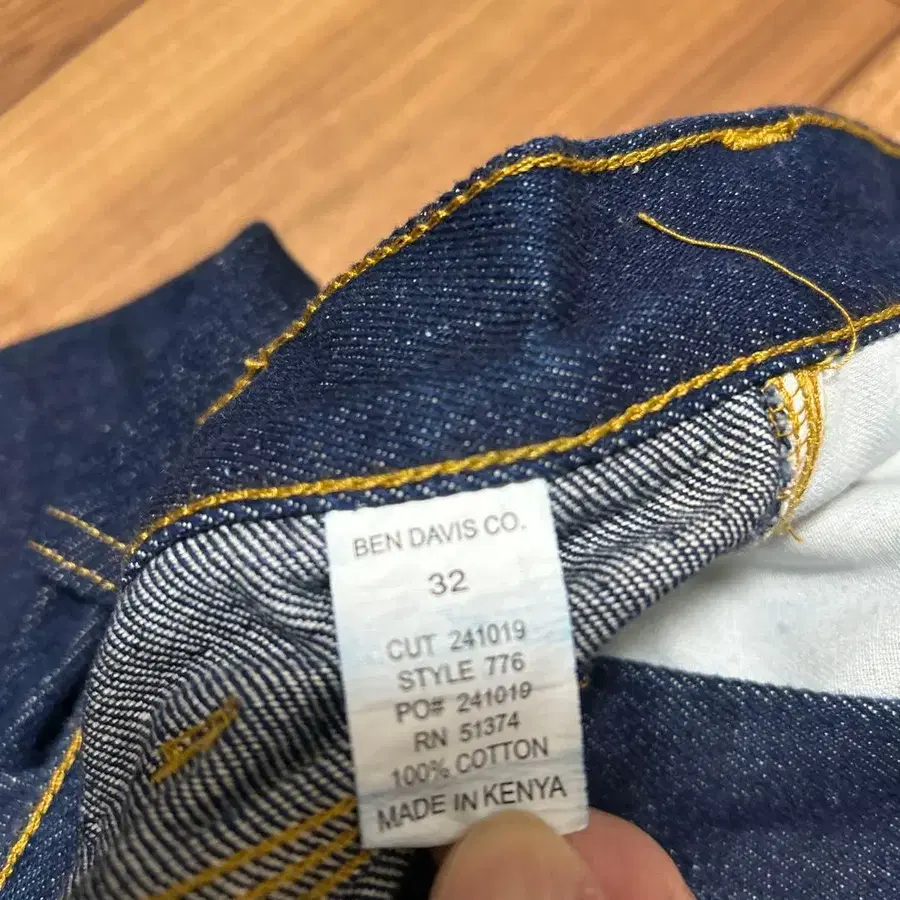 BEN DAVIS CO.
32
CUT 241019
STYLE 776
PO# 241019
RN 51374
100% COTTON
MADE IN KENYA